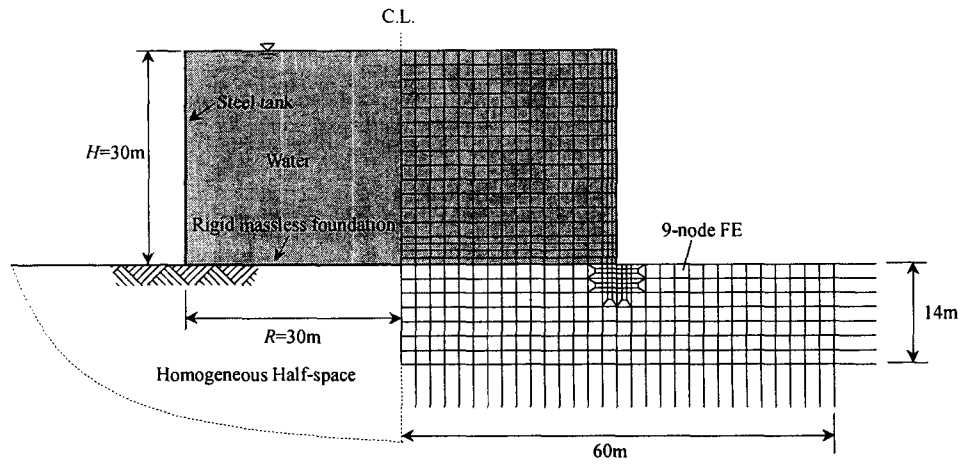 C.L.
Steel tank
H=30m
Water
Rigid massless foundation
9-node FE
14m
R=30m
Homogeneous Half-space
60m